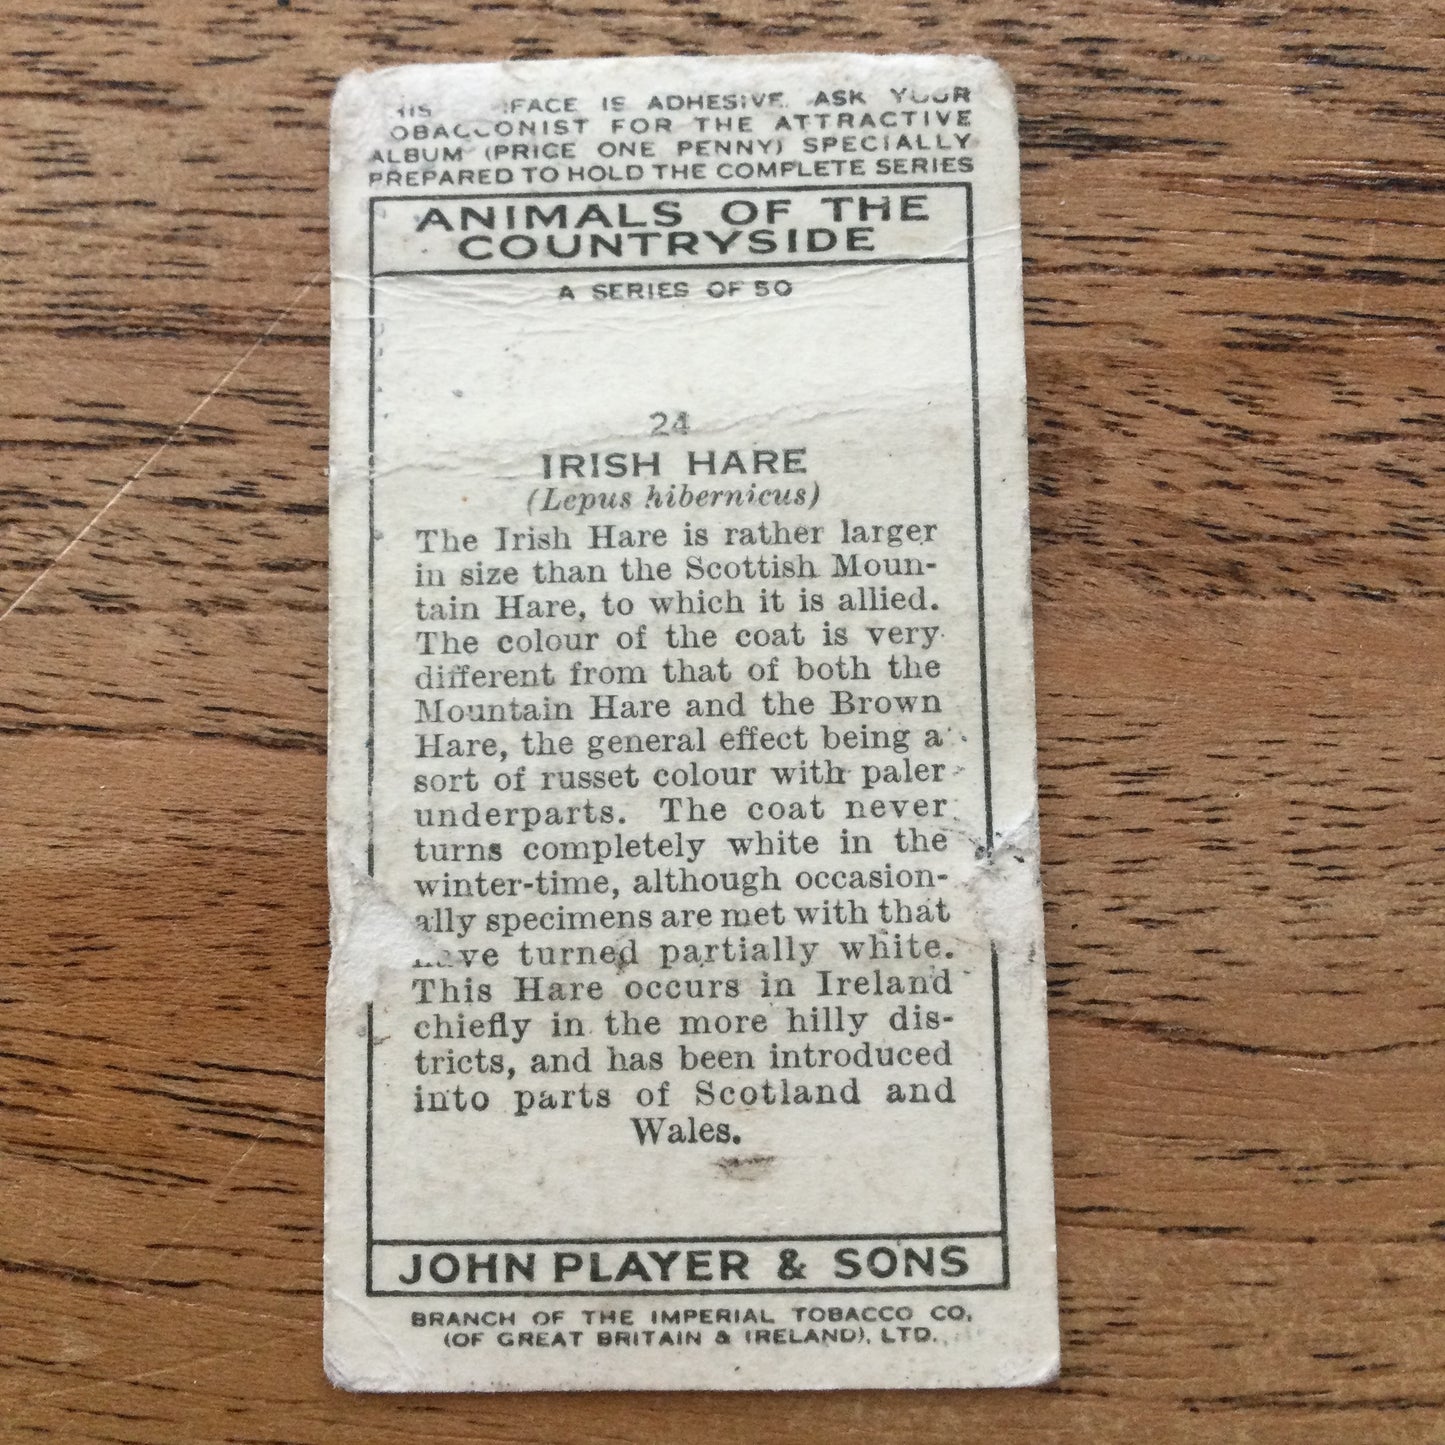 IS ADHESIVE. ASK YOUR
FOR THE ATTRACTIVE
ALBUM (PRICE ONE PENNY) SPECIALLY
PREPARED TO HOLD THE COMPLETE SERIES
ANIMALS OF THE
COUNTRYSIDE
A SERIES OF 50
24
IRISH HARE
(Lepus hibernicus)
The Irish Hare is rather larger
in size than the Scottish Moun-
tain Hare, to which it is allied.
The colour of the coat is very
different from that of both the
Mountain Hare and the Brown
Hare, the general effect being a
sort of russet colour with paler
underparts. The coat never
turns completely white in the
winter-time, although occasion-
ally specimens are met with that
have turned partially white.
This Hare occurs in Ireland
chiefly in the more hilly dis-
tricts, and has been introduced
into parts of Scotland and
Wales.
JOHN PLAYER & SONS
BRANCH OF THE IMPERIAL TOBACCO CO.
(OF GREAT BRITAIN & IRELAND), LTD.